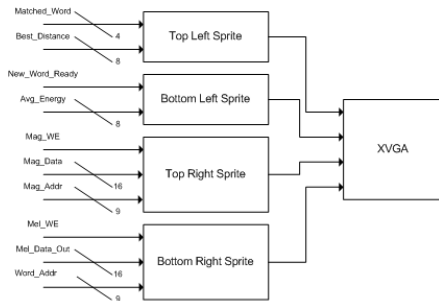 Matched_Word
4
Best_Distance
8
Top Left Sprite
New_Word_Ready
Avg_Energy
8
Bottom Left Sprite
Mag_WE
Mag_Data
16
Mag_Addr
9
Top Right Sprite
Mel_WE
Mel_Data_Out
16
Word_Addr
9
Bottom Right Sprite
XVGA